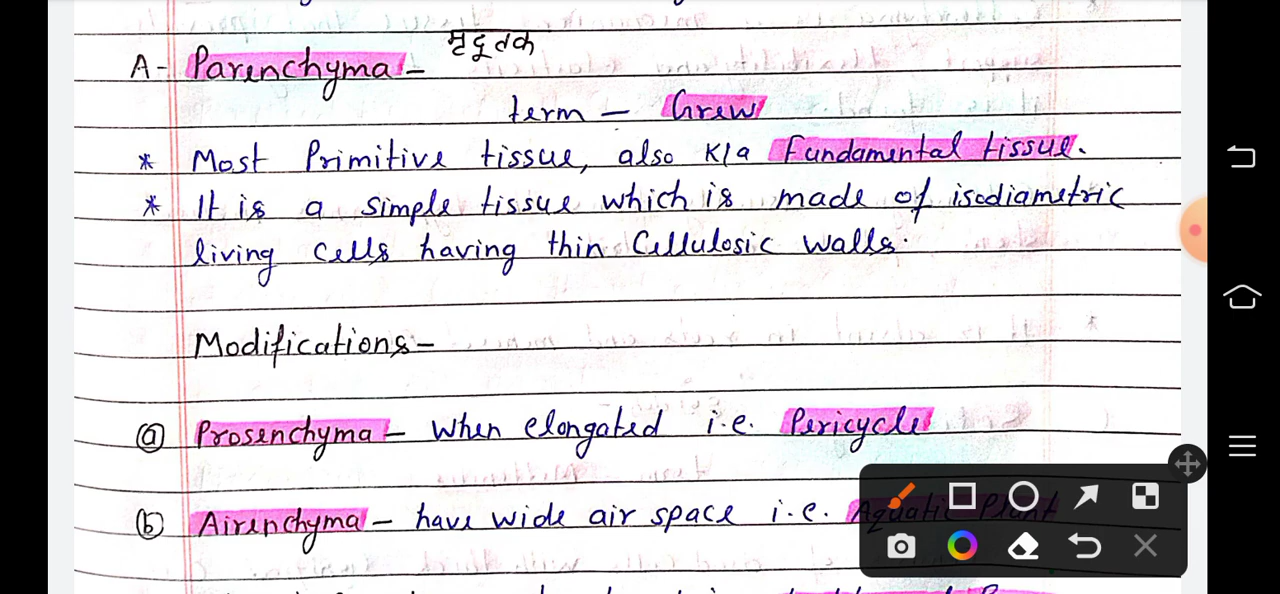 A- Parenchyma - मृदूतक
term - Grew
* Most Primitive tissue, also K/a Fundamental tissue.
* It is a simple tissue which is made of isodiametric
living cells having thin Cellulosic walls.
Modifications -
(a) Prosenchyma - when elongated i.e. Pericycle
(b) Airenchyma - have wide air space i.e. Aquatic Plant